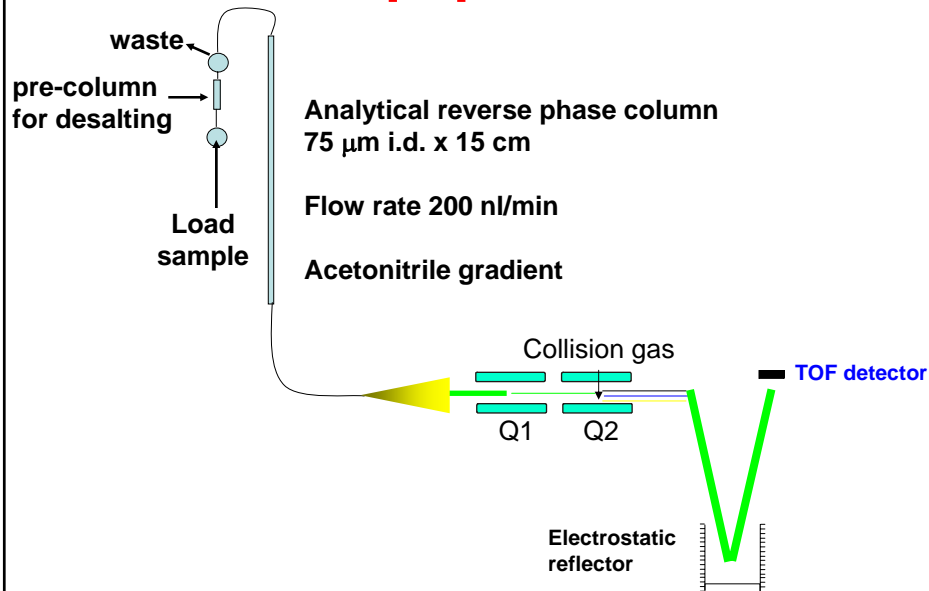 waste
pre-column
for desalting
Load
sample
Analytical reverse phase column
75 μm i.d. x 15 cm
Flow rate 200 nl/min
Acetonitrile gradient
Collision gas
TOF detector
Q1
Q2
Electrostatic
reflector